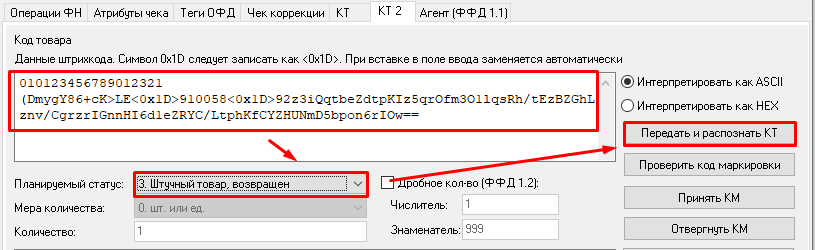 Операции ФН Атрибуты чека Теги ОФД Чек коррекции КТ КТ 2 Агент (ФФД 1.1)
Код товара
Данные штрихкода. Символ 0x1D следует записать как <0x1D>. При вставке в поле ввода заменяется автоматически
010123456789012321
(DmygY86+cK>LE<0x1D>910058<0x1D>92z3iQqtbeZdtpKIz5qrOfm3O1lqsRh/tEzBZGhL
znv/CgrzrIGnnHI6dleZRYC/LtphKfCYZHUNmD5bpon6rIOw==
Интерпретировать как ASCII
Интерпретировать как HEX
Передать и распознать КТ
Планируемый статус: 3. Штучный товар, возвращен Дробное кол-во (ФФД 1.2): Проверить код маркировки
Мера количества: 0. шт. или ед. Числитель: 1 Принять КМ
Количество: 1 Знаменатель: 999 Отвергнуть КМ